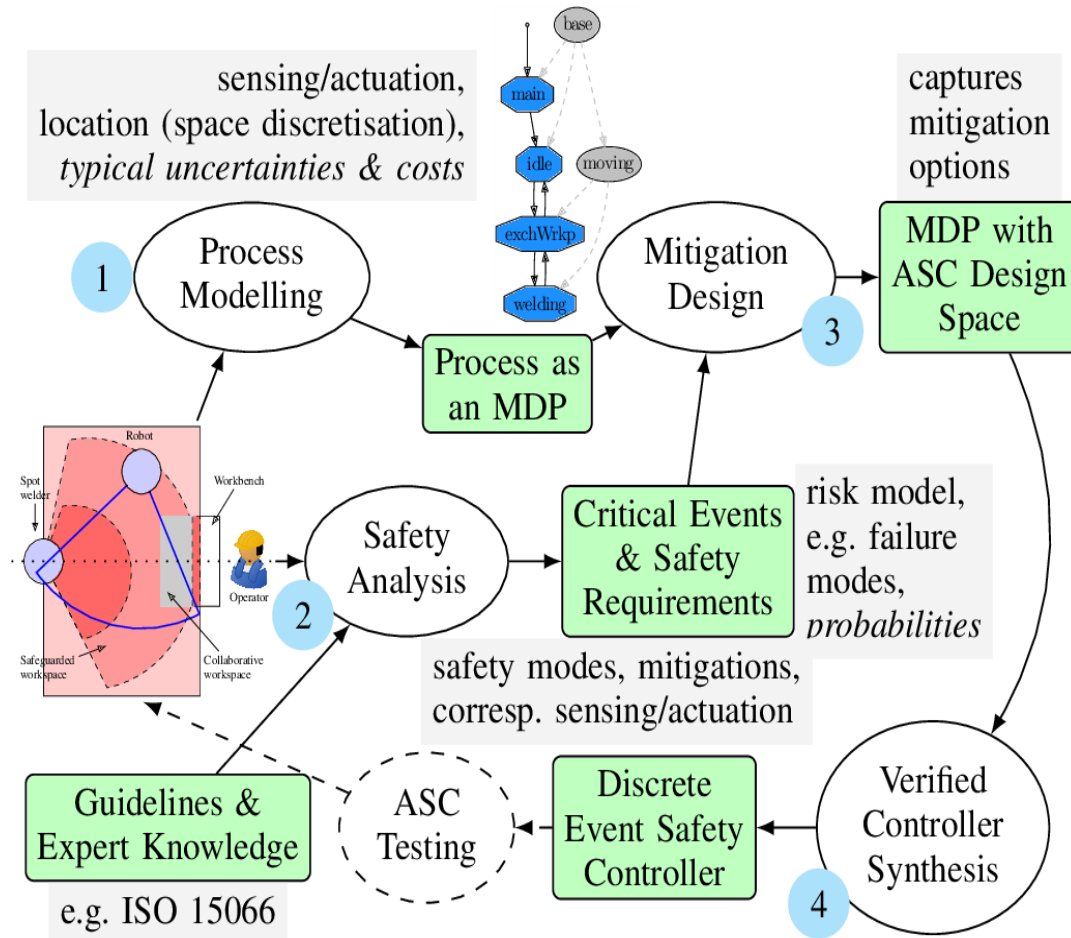 base
main
idle
moving
exchWrkp
welding
sensing/actuation,
location (space discretisation),
typical uncertainties & costs
captures
mitigation
options
1
Process
Modelling
Mitigation
Design
3
MDP with
ASC Design
Space
Process as
an MDP
Robot
Spot
welder
Workbench
Operator
Safeguarded
workspace
Collaborative
workspace
Safety
Analysis
2
Critical Events
& Safety
Requirements
risk model,
e.g. failure
modes,
probabilities
safety modes, mitigations,
corresp. sensing/actuation
Guidelines &
Expert Knowledge
e.g. ISO 15066
ASC
Testing
Discrete
Event Safety
Controller
Verified
Controller
Synthesis
4